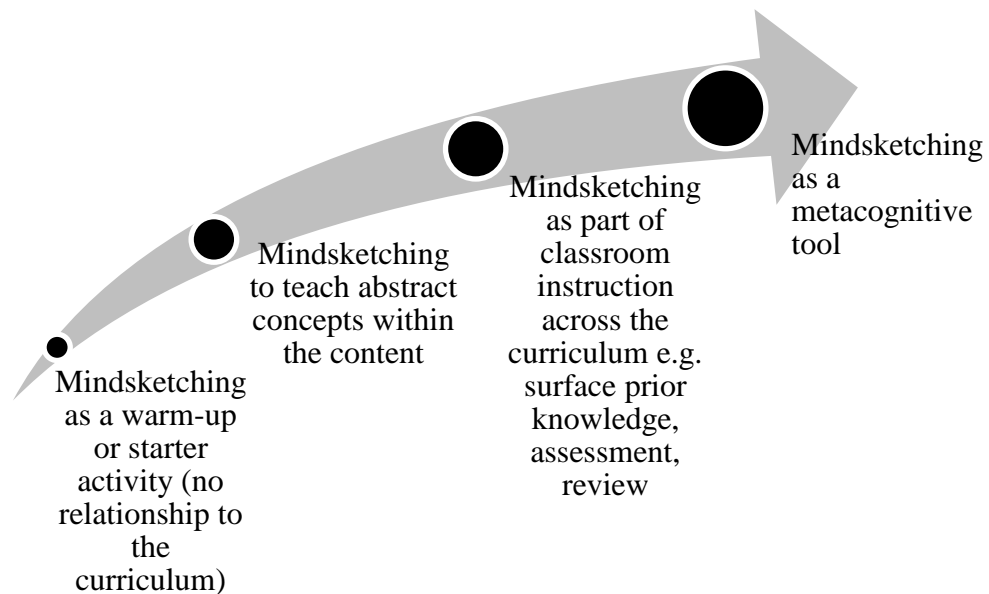 Mindsketching
as a warm-up
or starter
activity (no
relationship to
the
curriculum)
Mindsketching
to teach abstract
concepts within
the content
Mindsketching
as part of
classroom
instruction
across the
curriculum e.g.
surface prior
knowledge,
assessment,
review
Mindsketching
as a
metacognitive
tool